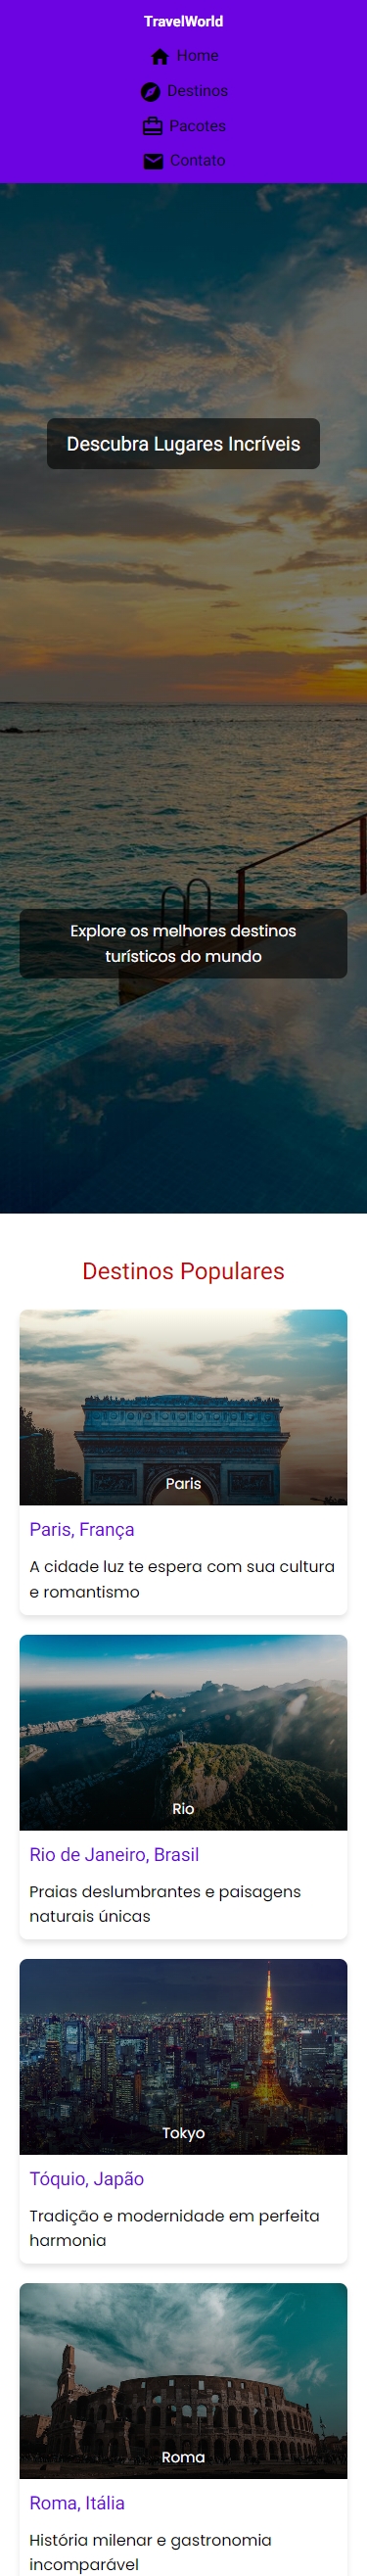 TravelWorld
Home
Destinos
Pacotes
Contato
Descubra Lugares Incríveis
Explore os melhores destinos
turísticos do mundo
Destinos Populares
Paris
Paris, França
A cidade luz te espera com sua cultura
e romantismo
Rio
Rio de Janeiro, Brasil
Praias deslumbrantes e paisagens
naturais únicas
Tokyo
Tóquio, Japão
Tradição e modernidade em perfeita
harmonia
Roma
Roma, Itália
História milenar e gastronomia
incomparável